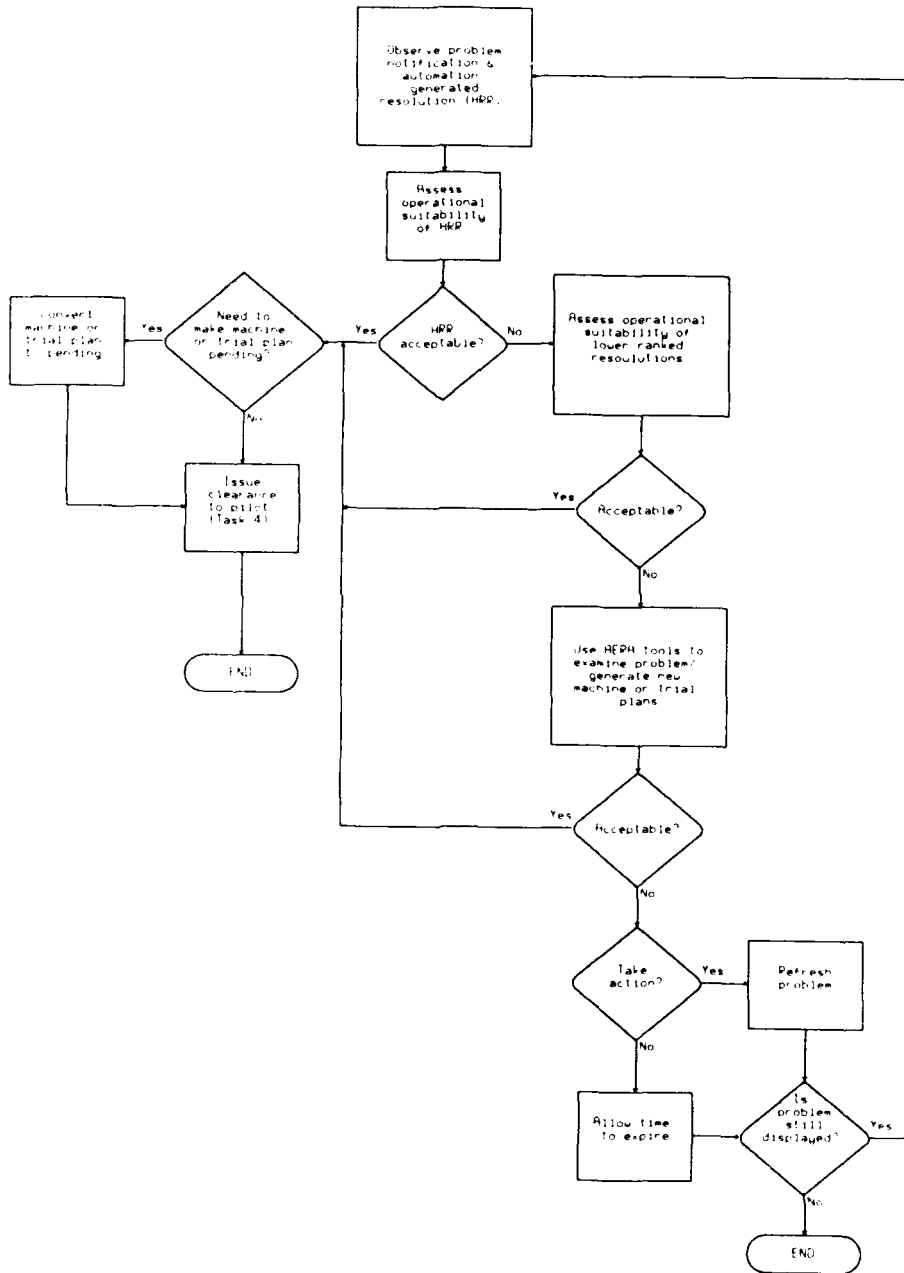 Observe problem
notification &
automation
generated
resolution (HRR.
Assess
operational
suitability
of HRR
HRR
acceptable?
Yes
No
Need to
make machine
or trial plan
pending?
Yes
No
convert
machine or
trial plan
pending
Issue
clearance
to pilot
(Task 4)
END
Assess operational
suitability of
lower ranked
resoulutions
Acceptable?
Yes
No
Use AERA tools to
examine problem/
generate new
machine or trial
plans
Acceptable?
Yes
No
Take
action?
Yes
No
Refresh
problem
Allow time
to expire
Is
problem
still
displayed?
Yes
No
END